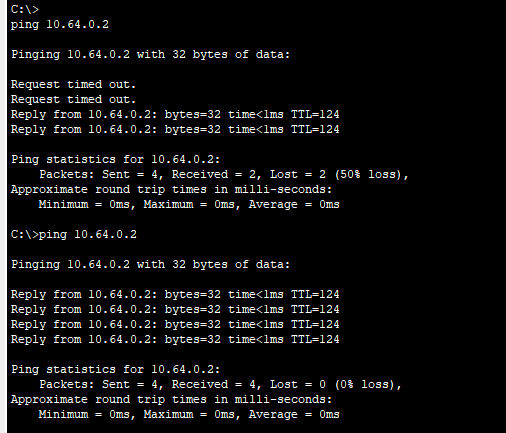 C:\>
ping 10.64.0.2
Pinging 10.64.0.2 with 32 bytes of data:
Request timed out.
Request timed out.
Reply from 10.64.0.2: bytes=32 time<1ms TTL=124
Reply from 10.64.0.2: bytes=32 time<1ms TTL=124
Ping statistics for 10.64.0.2:
    Packets: Sent = 4, Received = 2, Lost = 2 (50% loss),
Approximate round trip times in milli-seconds:
    Minimum = 0ms, Maximum = 0ms, Average = 0ms
C:\>ping 10.64.0.2
Pinging 10.64.0.2 with 32 bytes of data:
Reply from 10.64.0.2: bytes=32 time<1ms TTL=124
Reply from 10.64.0.2: bytes=32 time<1ms TTL=124
Reply from 10.64.0.2: bytes=32 time<1ms TTL=124
Reply from 10.64.0.2: bytes=32 time<1ms TTL=124
Ping statistics for 10.64.0.2:
    Packets: Sent = 4, Received = 4, Lost = 0 (0% loss),
Approximate round trip times in milli-seconds:
    Minimum = 0ms, Maximum = 0ms, Average = 0ms